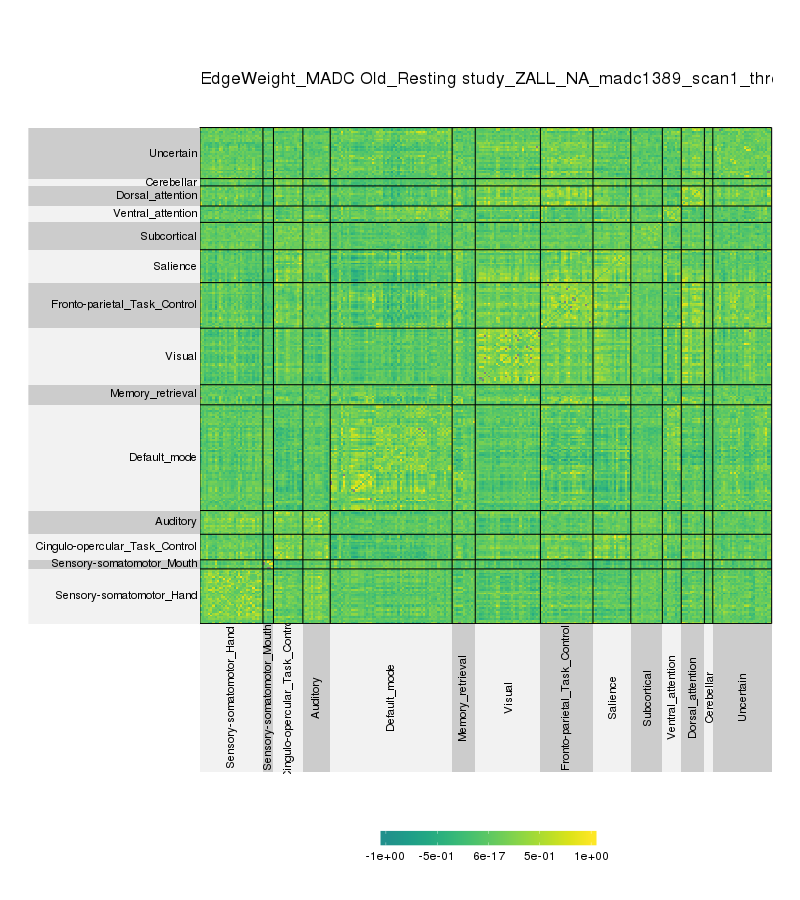 EdgeWeight_MADC Old_Resting study_ZALL_NA_madc1389_scan1_thr
Uncertain
Cerebellar
Dorsal_attention
Ventral_attention
Subcortical
Salience
Fronto-parietal_Task_Control
Visual
Memory_retrieval
Default_mode
Auditory
Cingulo-opercular_Task_Control
Sensory-somatomotor_Mouth
Sensory-somatomotor_Hand
Sensory-somatomotor_Hand
Sensory-somatomotor_Mouth
Cingulo-opercular_Task_Control
Auditory
Default_mode
Memory_retrieval
Visual
Fronto-parietal_Task_Control
Salience
Subcortical
Ventral_attention
Dorsal_attention
Cerebellar
Uncertain
-1e+00 -5e-01 6e-17 5e-01 1e+00